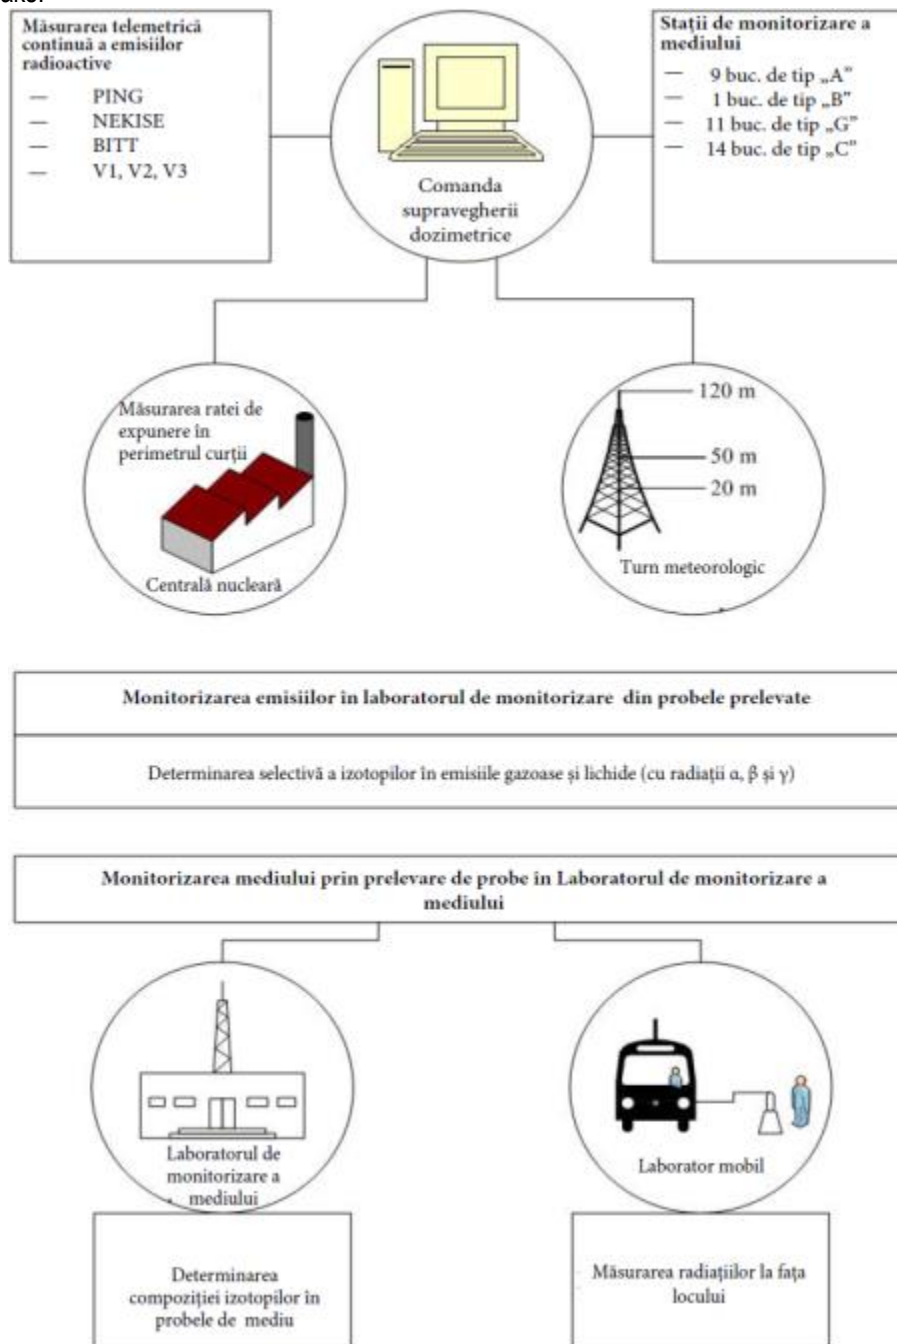 Măsurarea telemetrică
continuă a emisiilor
radioactive
— PING
— NEKISE
— BITT
— V1, V2, V3
Comanda
supravegherii
dozimetrice
Stații de monitorizare a
mediului
— 9 buc. de tip „A”
— 1 buc. de tip „B”
— 11 buc. de tip „G”
— 14 buc. de tip „C”
Măsurarea ratei de
expunere în
perimetrul curții
Centrală nucleară
120 m
50 m
20 m
Turn meteorologic
Monitorizarea emisiilor în laboratorul de monitorizare din probele prelevate
Determinarea selectivă a izotopilor în emisiile gazoase și lichide (cu radiații α, β și γ)
Monitorizarea mediului prin prelevare de probe în Laboratorul de monitorizare a
mediului
Laboratorul de
monitorizare a
mediului
Laborator mobil
Determinarea
compoziției izotopilor în
probele de mediu
Măsurarea radiațiilor la fața
locului